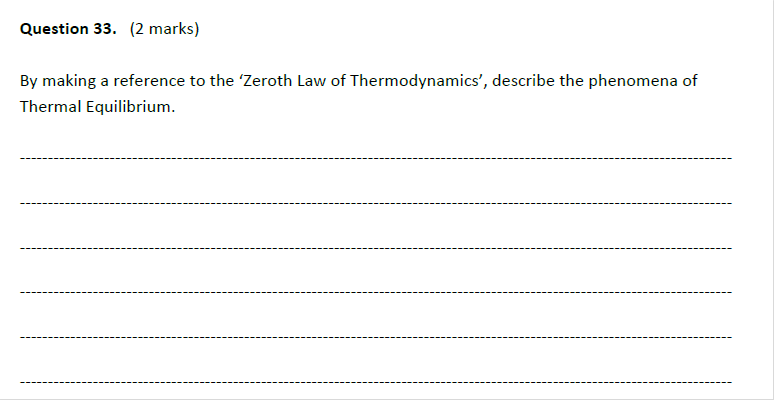 Question 33. (2 marks)
By making a reference to the ‘Zeroth Law of Thermodynamics’, describe the phenomena of
Thermal Equilibrium.